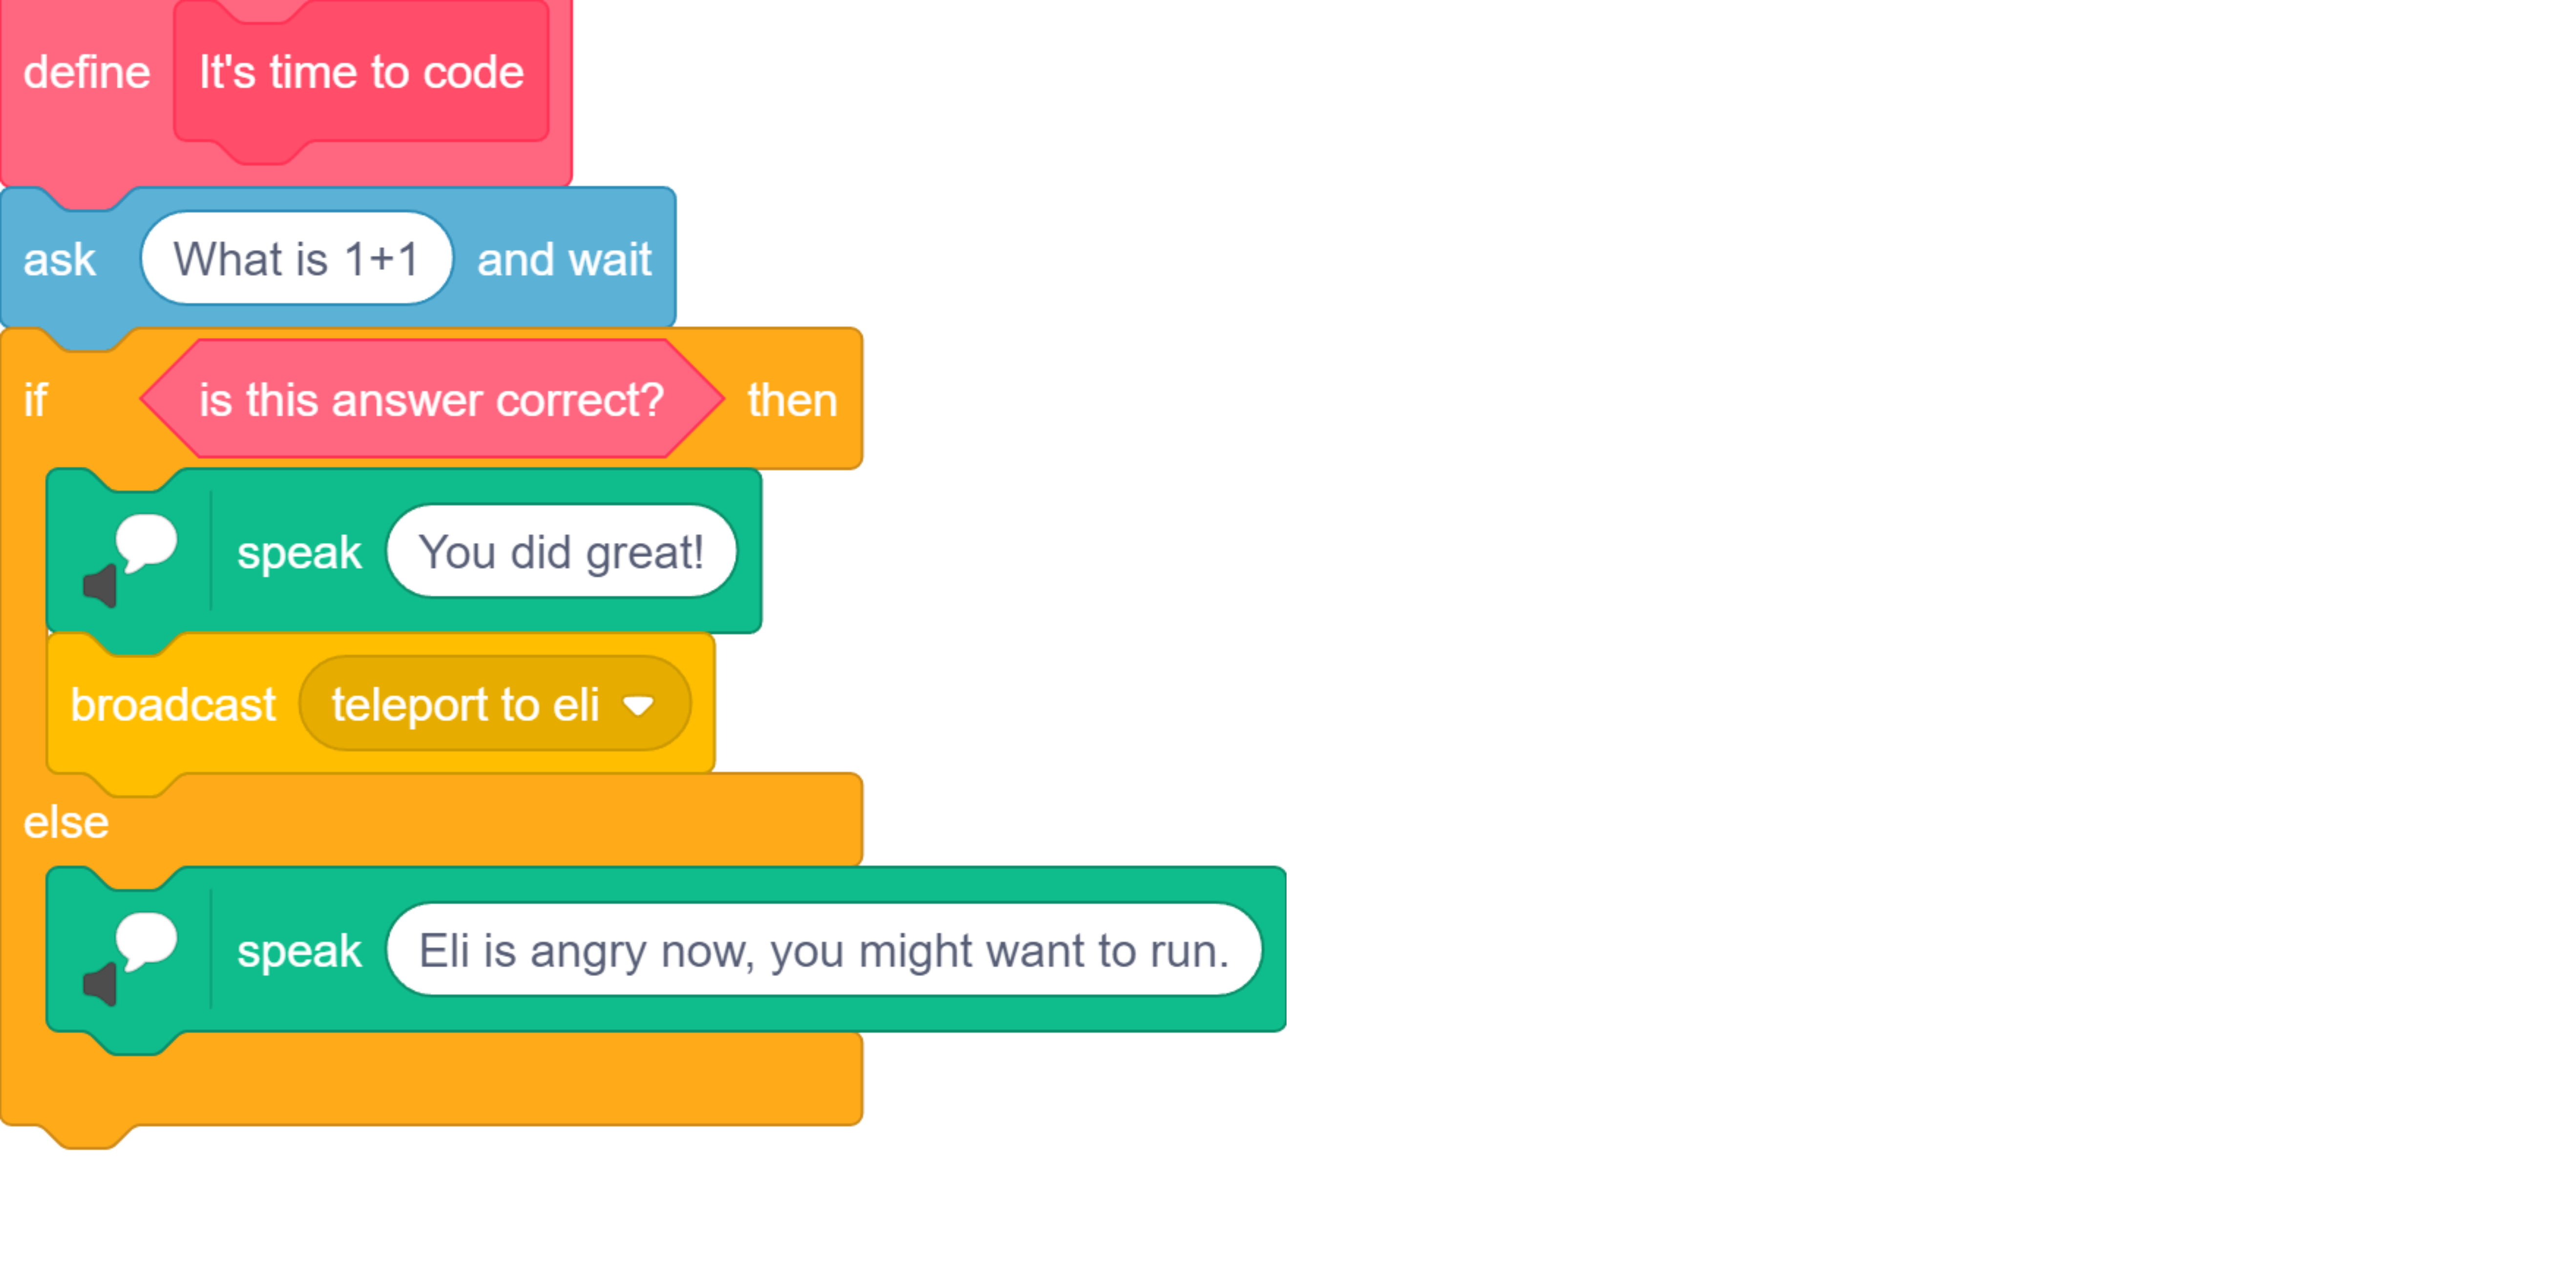 define It's time to code
ask What is 1+1 and wait
if is this answer correct? then
speak You did great!
broadcast teleport to eli
else
speak Eli is angry now, you might want to run.